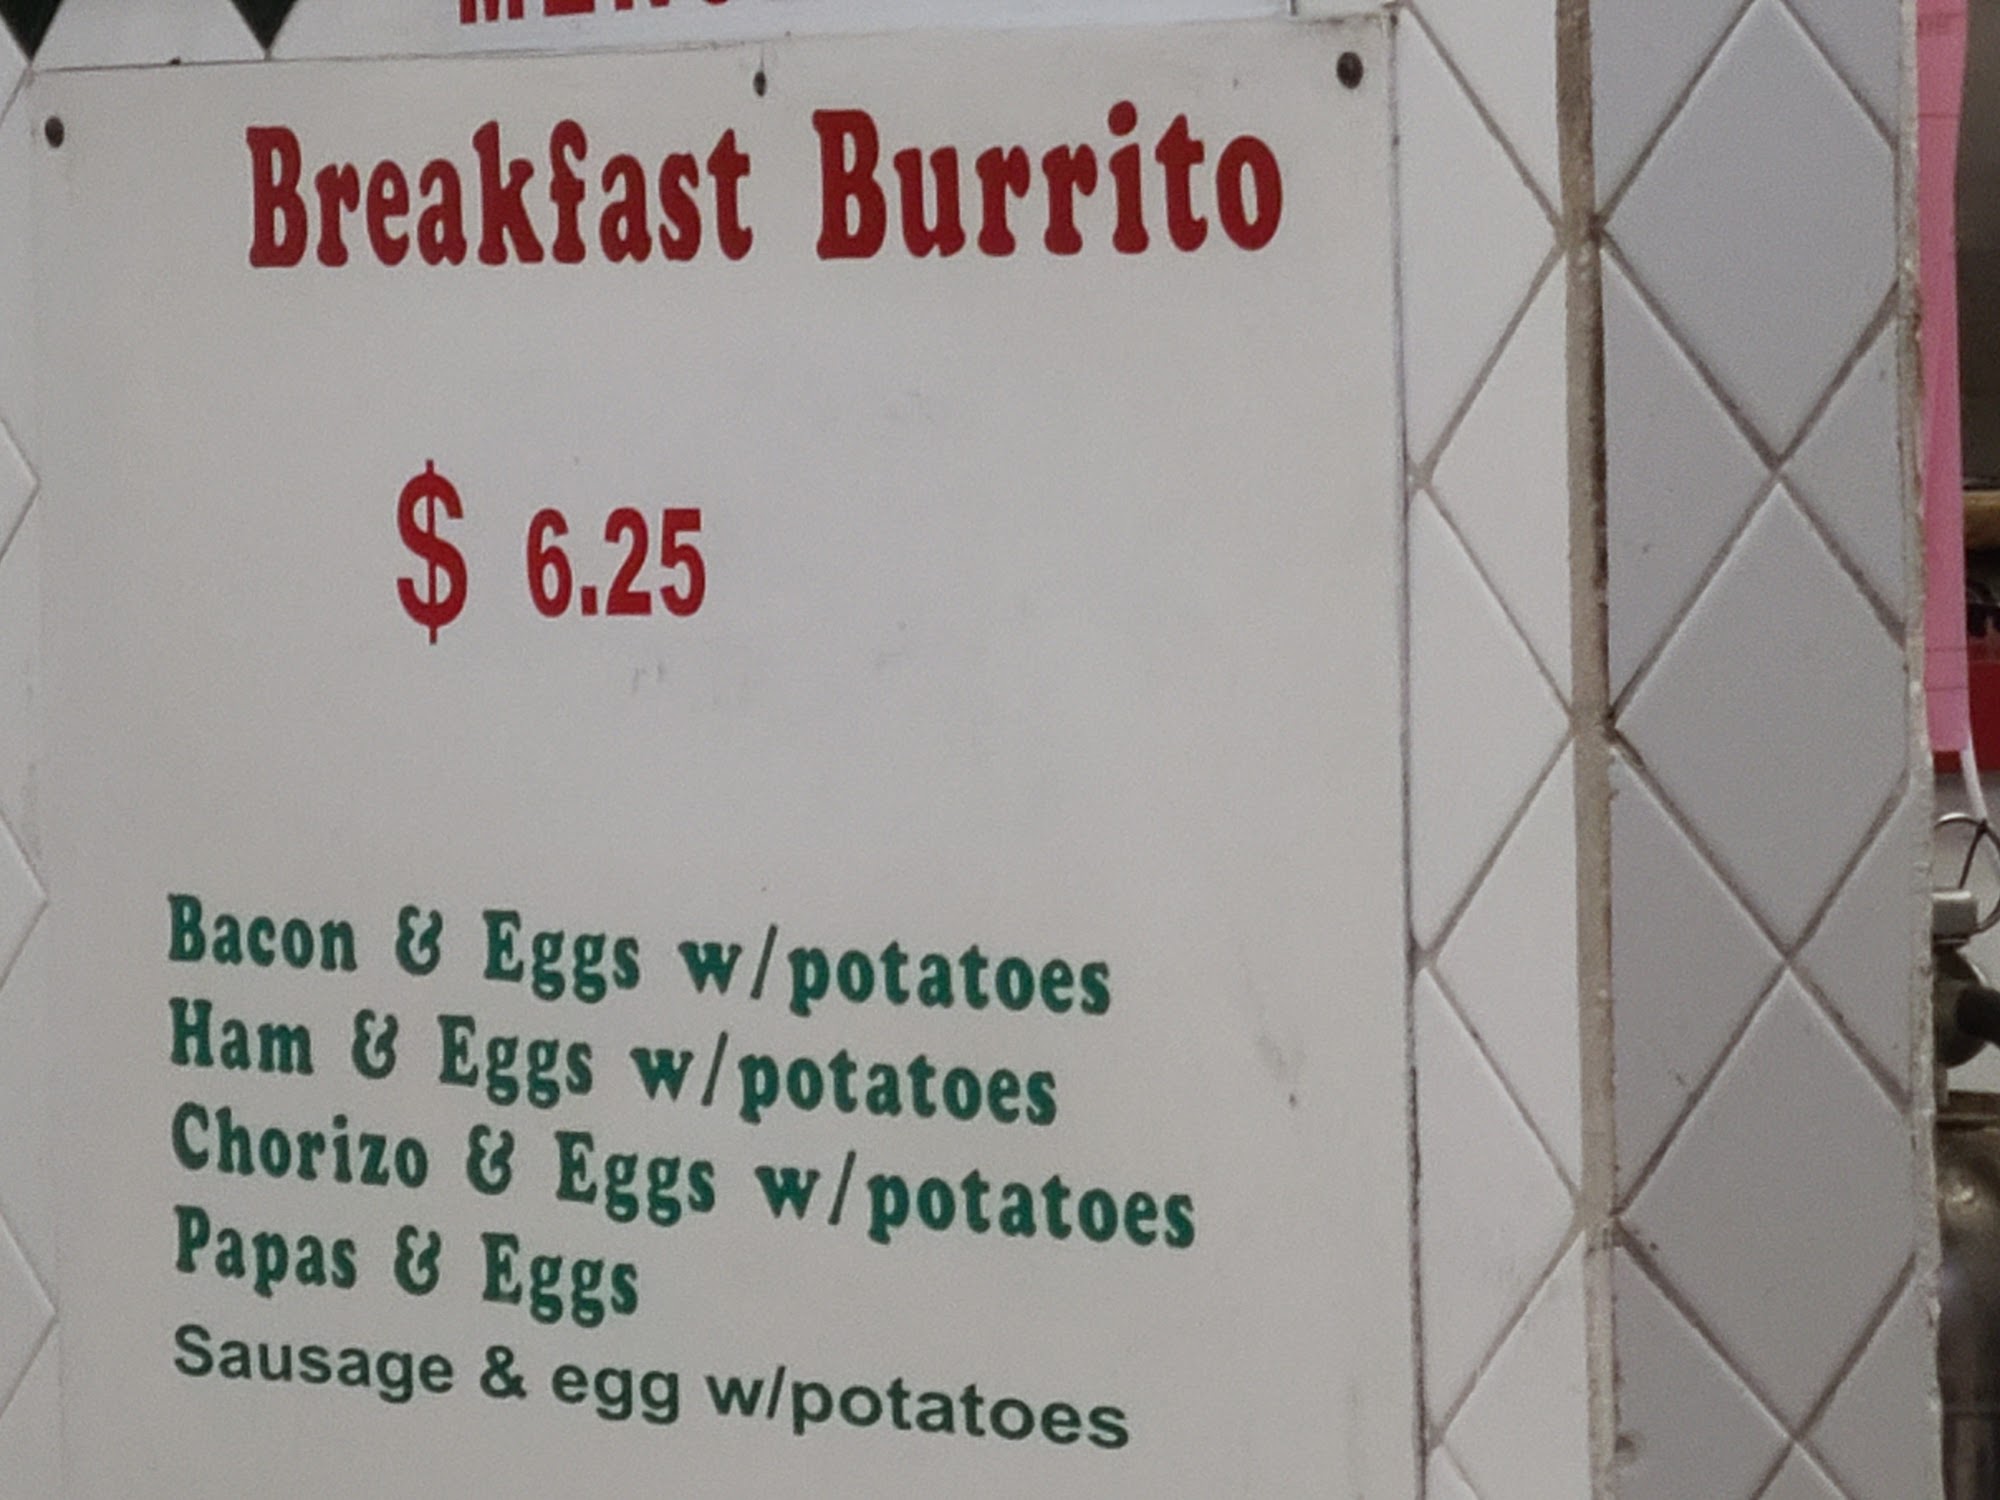 Breakfast Burrito
$ 6.25
Bacon & Eggs w/potatoes
Ham & Eggs w/potatoes
Chorizo & Eggs w/potatoes
Papas & Eggs
Sausage & egg w/potatoes